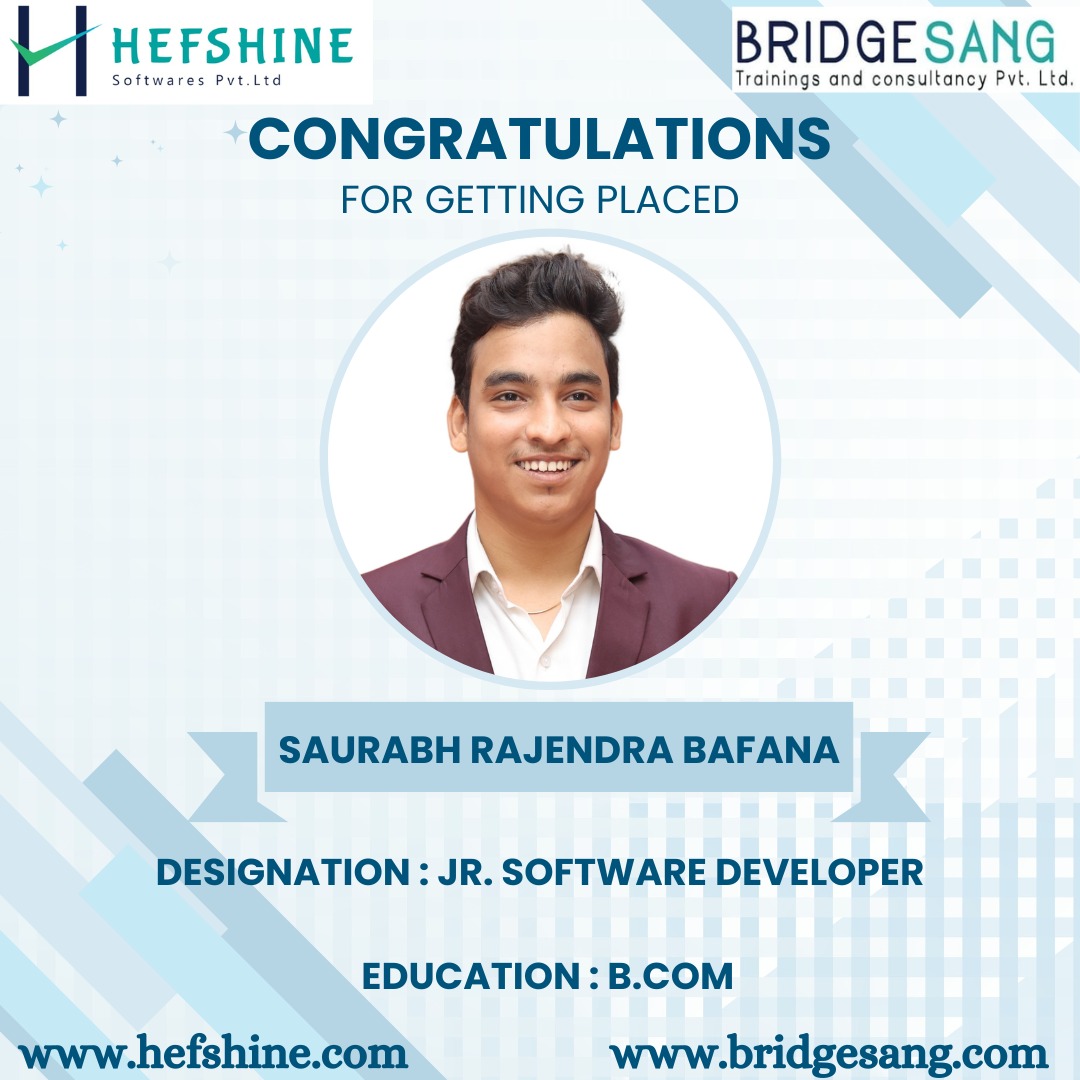 HEFSHINE
Softwares Pvt.Ltd
BRIDGESANG
Trainings and consultancy Pvt. Ltd.
CONGRATULATIONS
FOR GETTING PLACED
SAURABH RAJENDRA BAFANA
DESIGNATION : JR. SOFTWARE DEVELOPER
EDUCATION : B.COM
www.hefshine.com
www.bridgesang.com